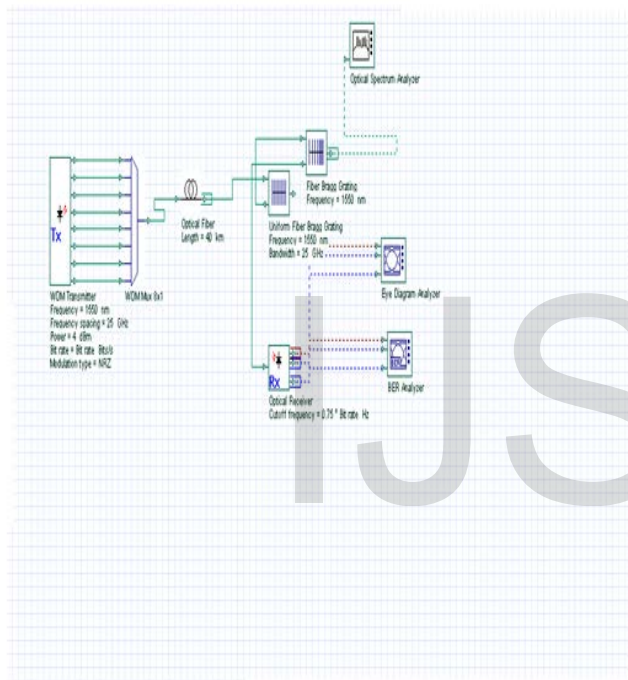 Optical Spectrum Analyzer
Fiber Bragg Grating
Frequency = 1550 nm
Tx
Optical Fiber
Length = 40 km
Uniform Fiber Bragg Grating
Frequency = 1550 nm
Bandwidth = 25 GHz
WDM Transmitter
Frequency = 1550 nm
Frequency spacing = 25 GHz
Power = 4 dBm
Bit rate = Bit rate Bits/s
Modulation type = NRZ
WDM Mux 8x1
Eye Diagram Analyzer
Rx
Optical Receiver
Cutoff frequency = 0.75 * Bit rate Hz
BER
BER Analyzer
IJS